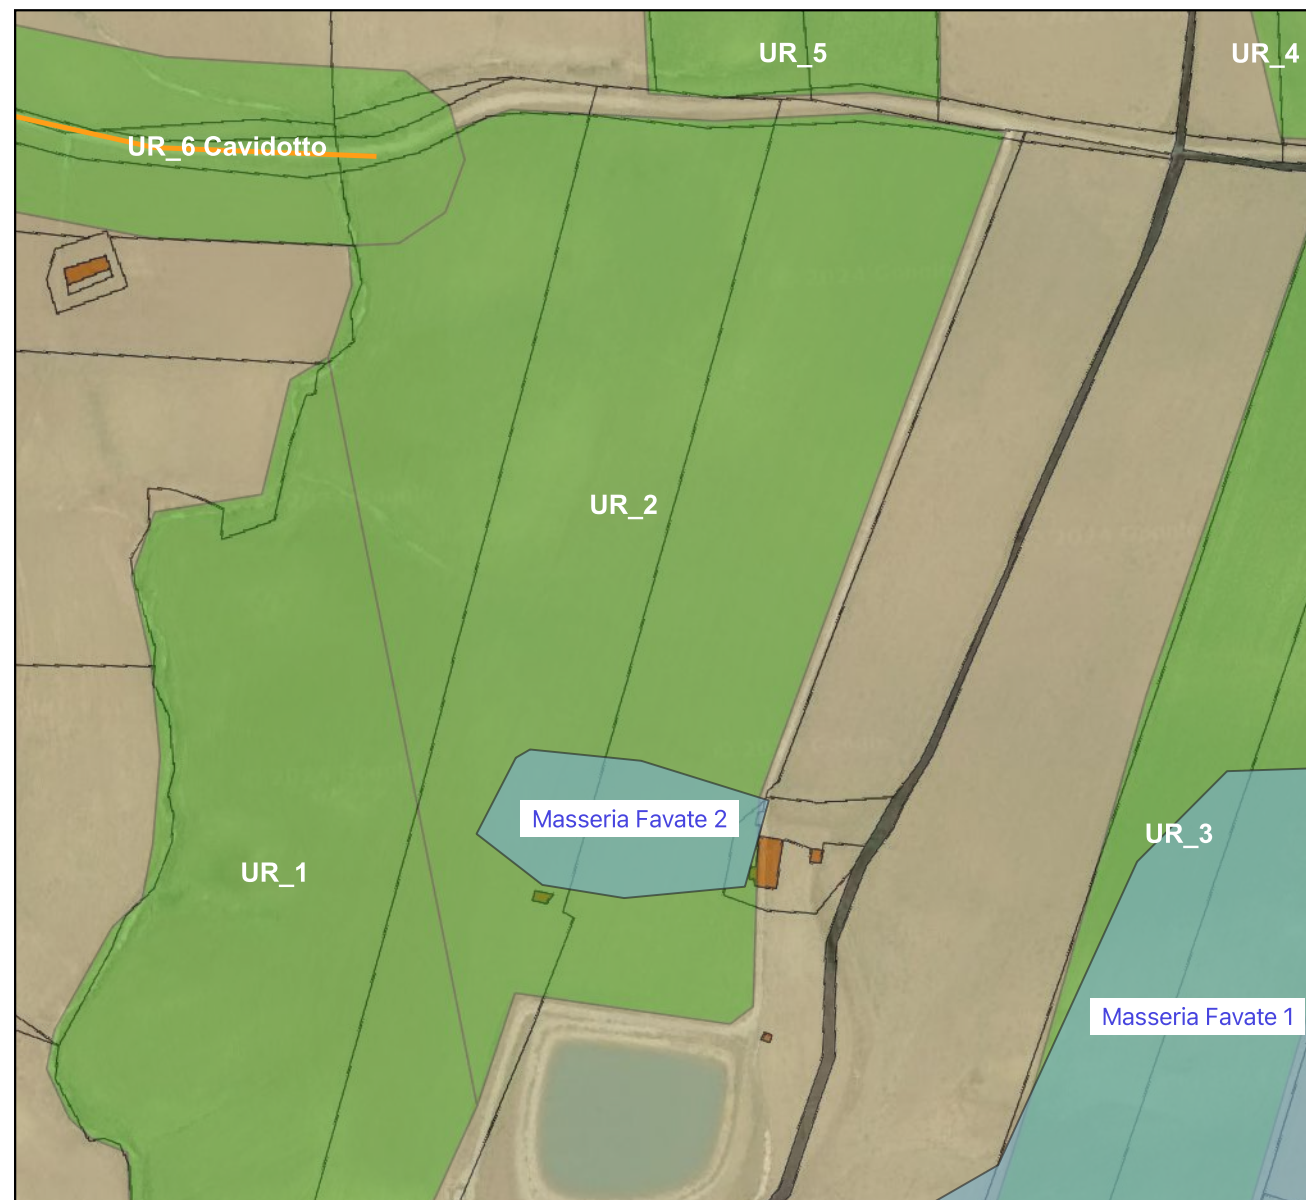 UR_5
UR_4
UR_6 Cavidotto
UR_2
Masseria Favate 2
UR_3
UR_1
Masseria Favate 1